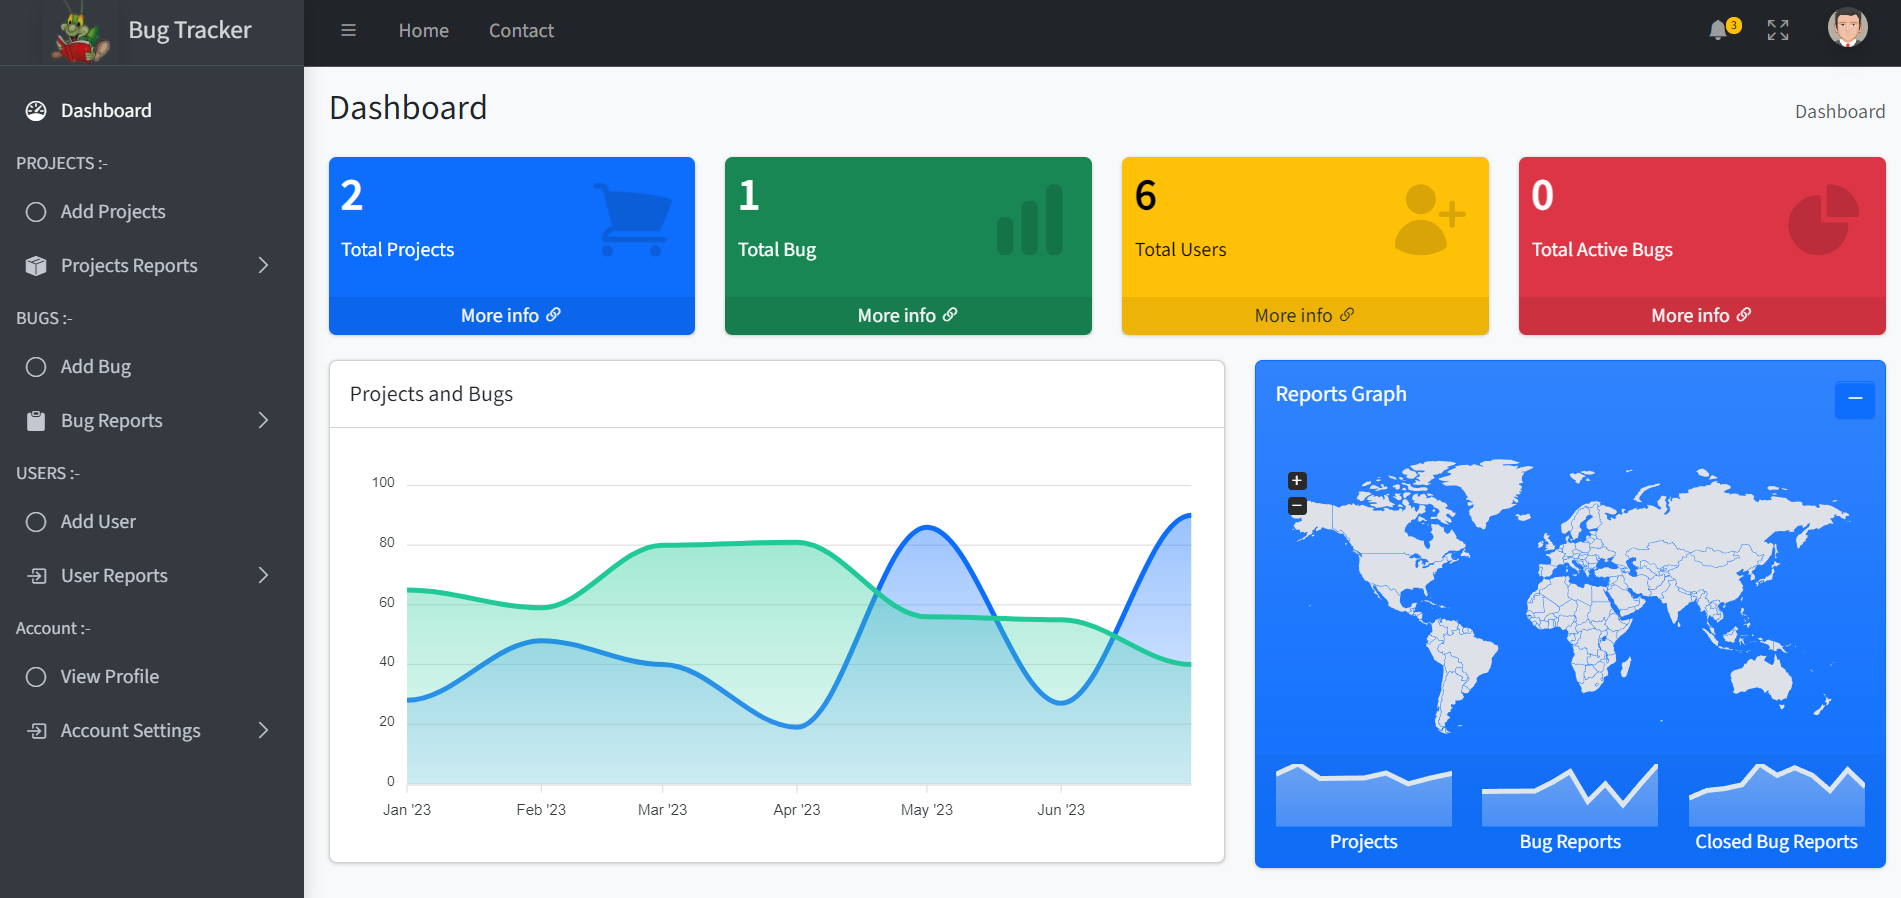 Bug Tracker
Home
Contact
3
Dashboard
PROJECTS :-
Add Projects
Projects Reports
BUGS :-
Add Bug
Bug Reports
USERS :-
Add User
User Reports
Account :-
View Profile
Account Settings
Dashboard
Dashboard
2
Total Projects
More info
1
Total Bug
More info
6
Total Users
More info
0
Total Active Bugs
More info
Projects and Bugs
100
80
60
40
20
0
Jan '23
Feb '23
Mar '23
Apr '23
May '23
Jun '23
Reports Graph
+
−
Projects
Bug Reports
Closed Bug Reports